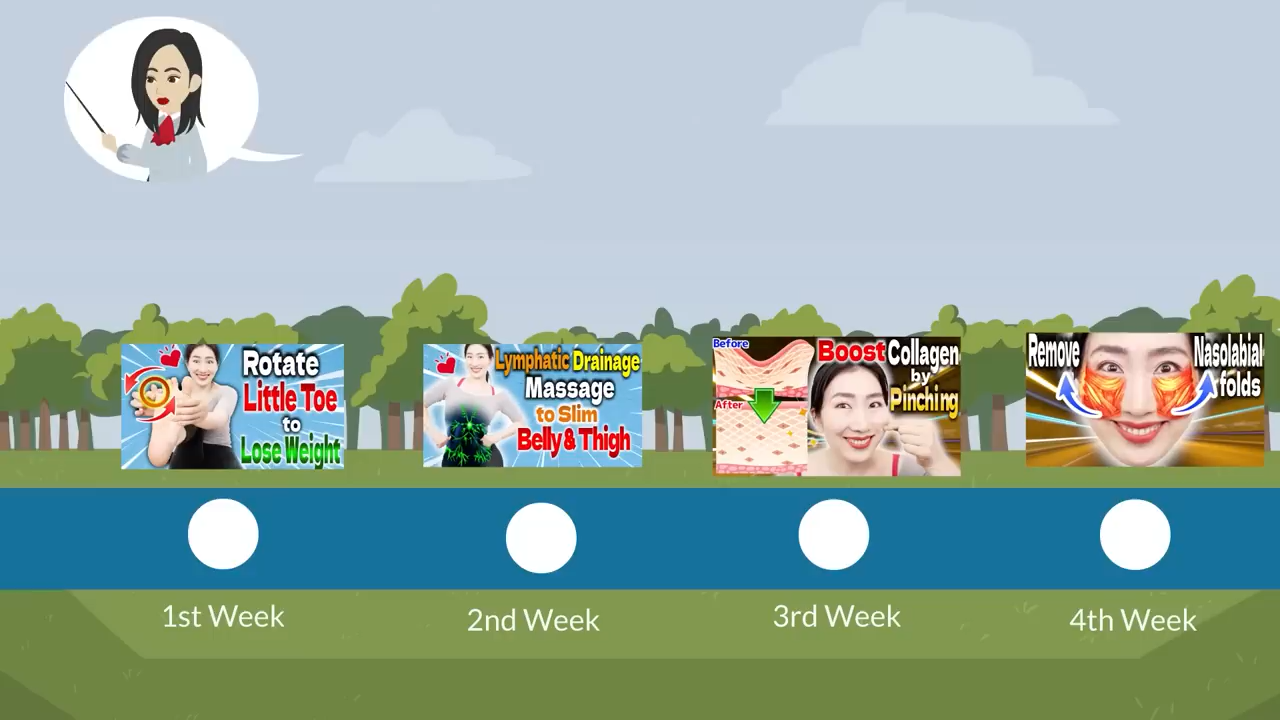 Rotate
Little Toe
to
Lose Weight
Lymphatic Drainage
Massage
to Slim
Belly & Thigh
Before
After
Boost Collagen
by
Pinching
Remove Nasolabial
folds
1st Week
2nd Week
3rd Week
4th Week